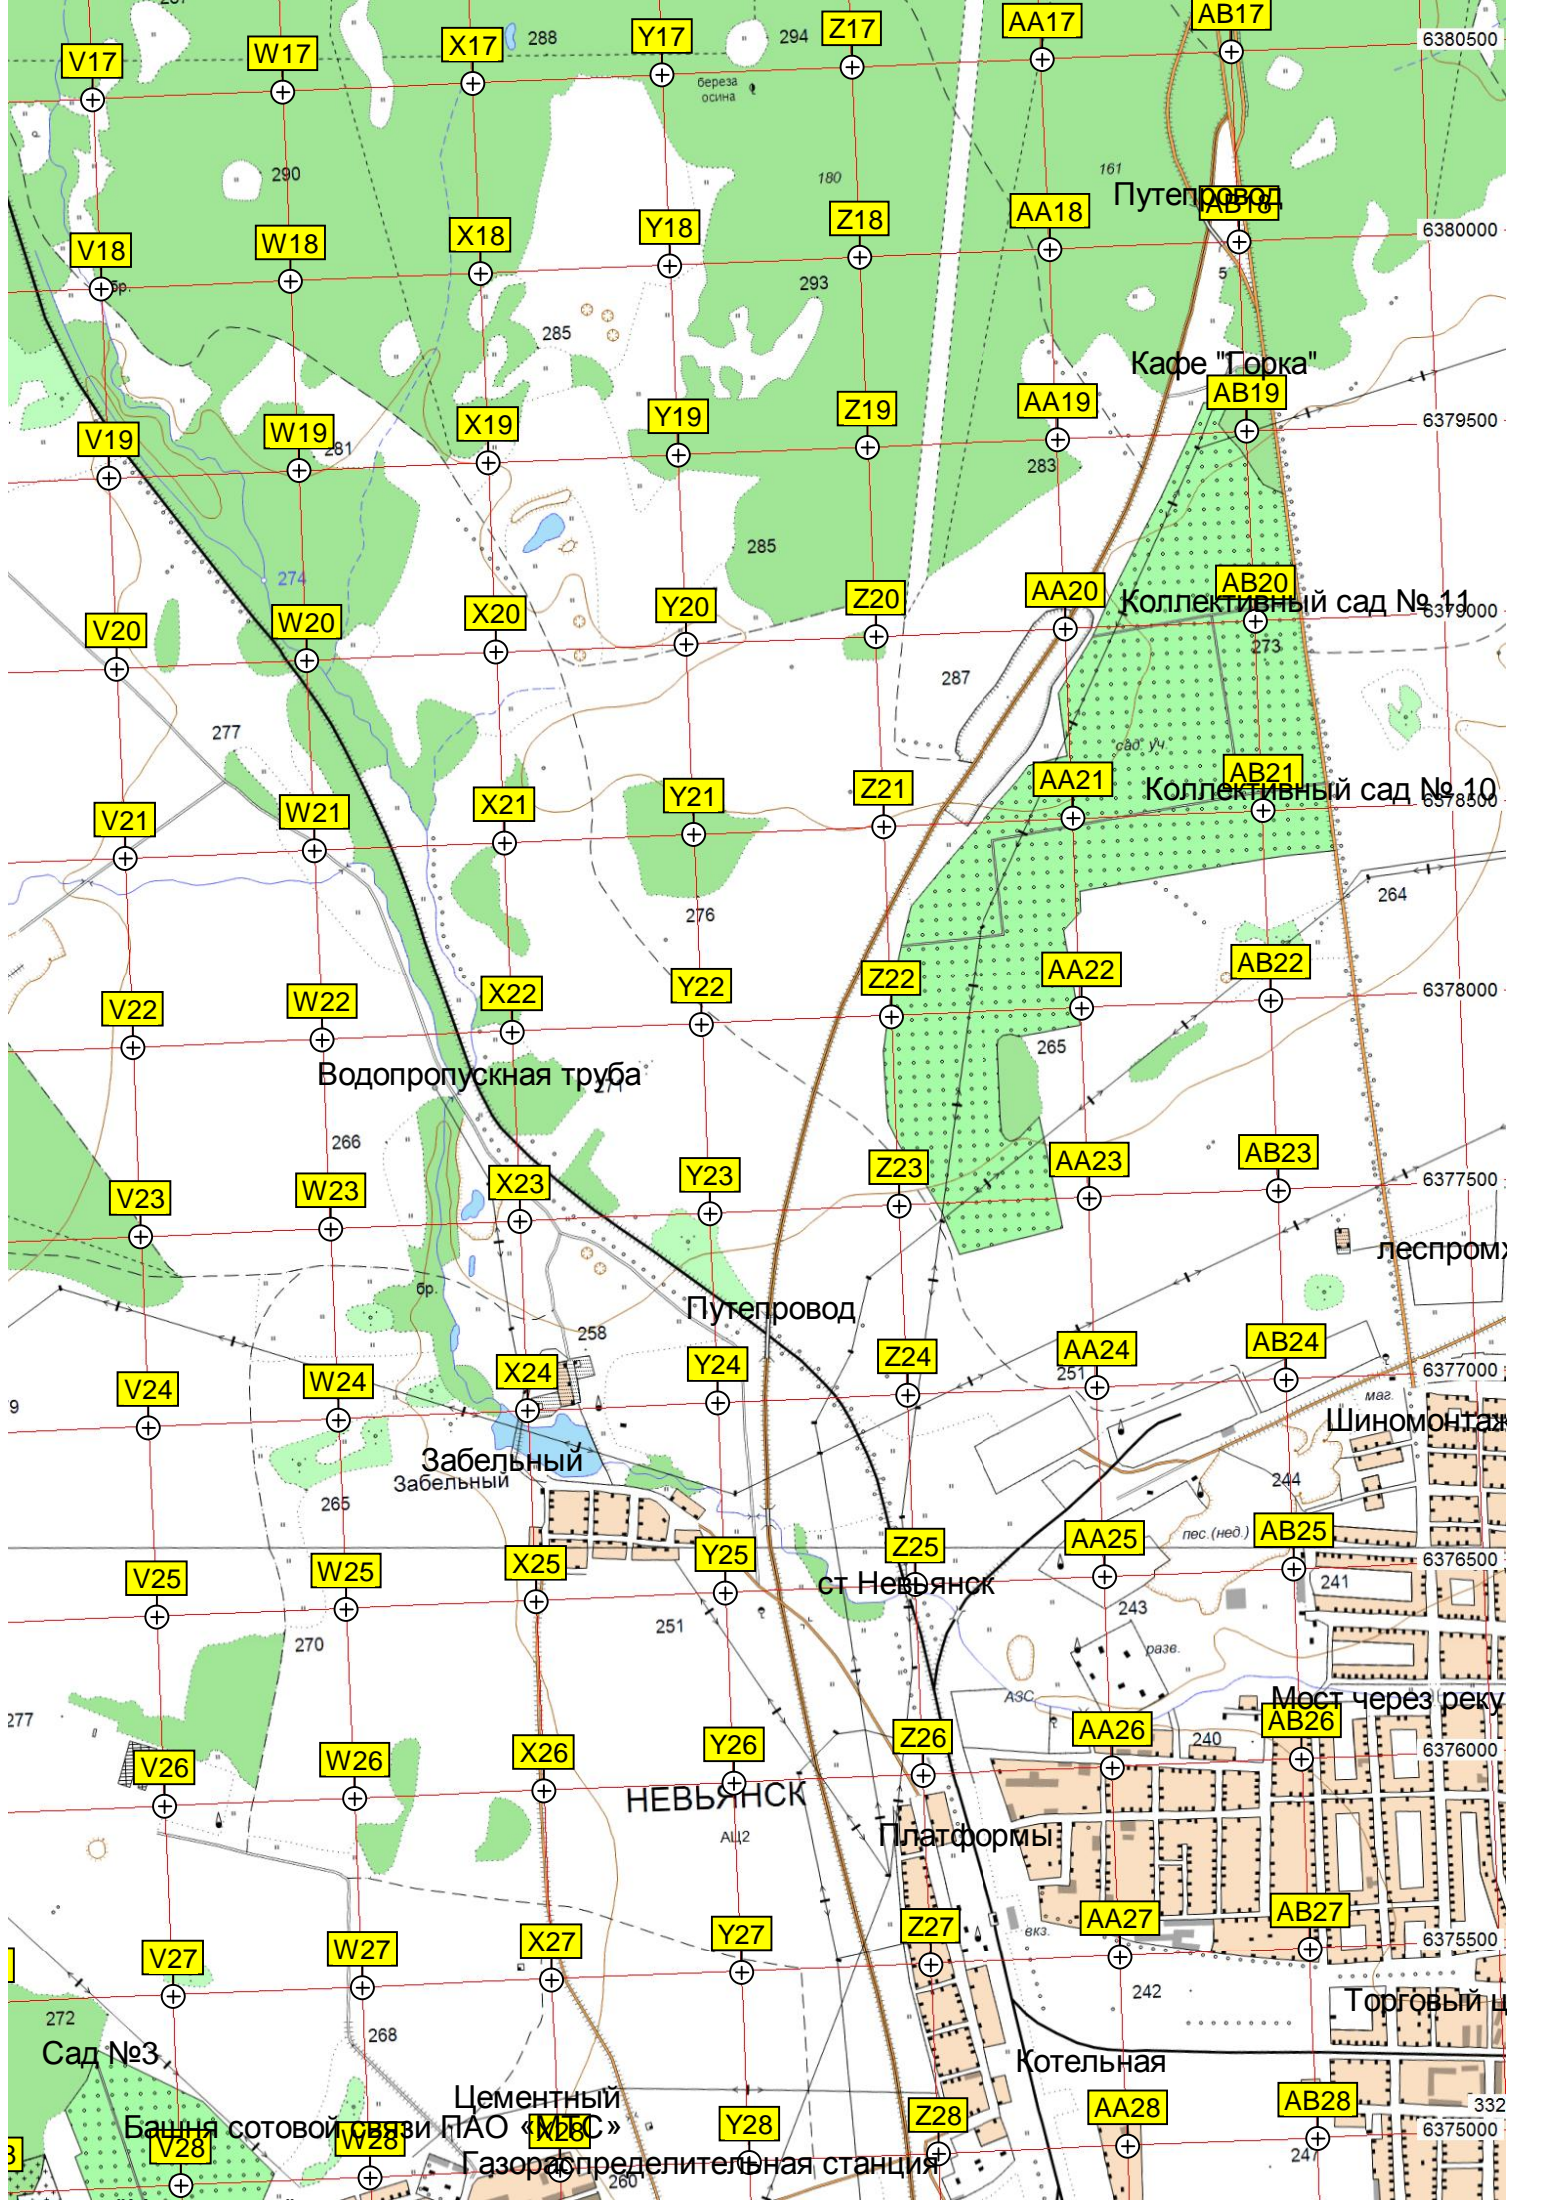 V17 W17 X17 288 Y17 294 Z17 AA17 AB17 6380500
береза
осина
р.
290 180 161
Путепровод
V18 W18 X18 Y18 Z18 AA18 AB18 6380000
бр. 285 293 5
Кафе "Горка"
V19 W19 X19 Y19 Z19 AA19 AB19 6379500
281 283
274 285
V20 W20 X20 Y20 Z20 AA20 AB20 6379000
Коллективный сад № 11
273
277 287
сад. уч.
V21 W21 X21 Y21 Z21 AA21 AB21 6378500
Коллективный сад № 10
276 264
V22 W22 X22 Y22 Z22 AA22 AB22 6378000
265
Водопропускная труба
271
266
V23 W23 X23 Y23 Z23 AA23 AB23 6377500
леспромх
бр.
Путепровод
258
V24 W24 X24 Y24 Z24 AA24 AB24 6377000
251
9 маг.
Шиномонтаж
Забельный
Забельный
265 244
пес.(нед.)
V25 W25 X25 Y25 Z25 AA25 AB25 6376500
ст Невьянск
241
251 243
270 разв.
АЗС
Мост через реку
277
V26 W26 X26 Y26 Z26 AA26 AB26 6376000
240
НЕВЬЯНСК
АЦ2
Платформы
V27 W27 X27 Y27 Z27 AA27 AB27 6375500
вкз.
242
Торговый ц
272 268
Сад №3
Котельная
Цементный
332
Башня сотовой связи ПАО «МТС»
V28 W28 X28 Y28 Z28 AA28 AB28 6375000
Газораспределительная станция
260 247